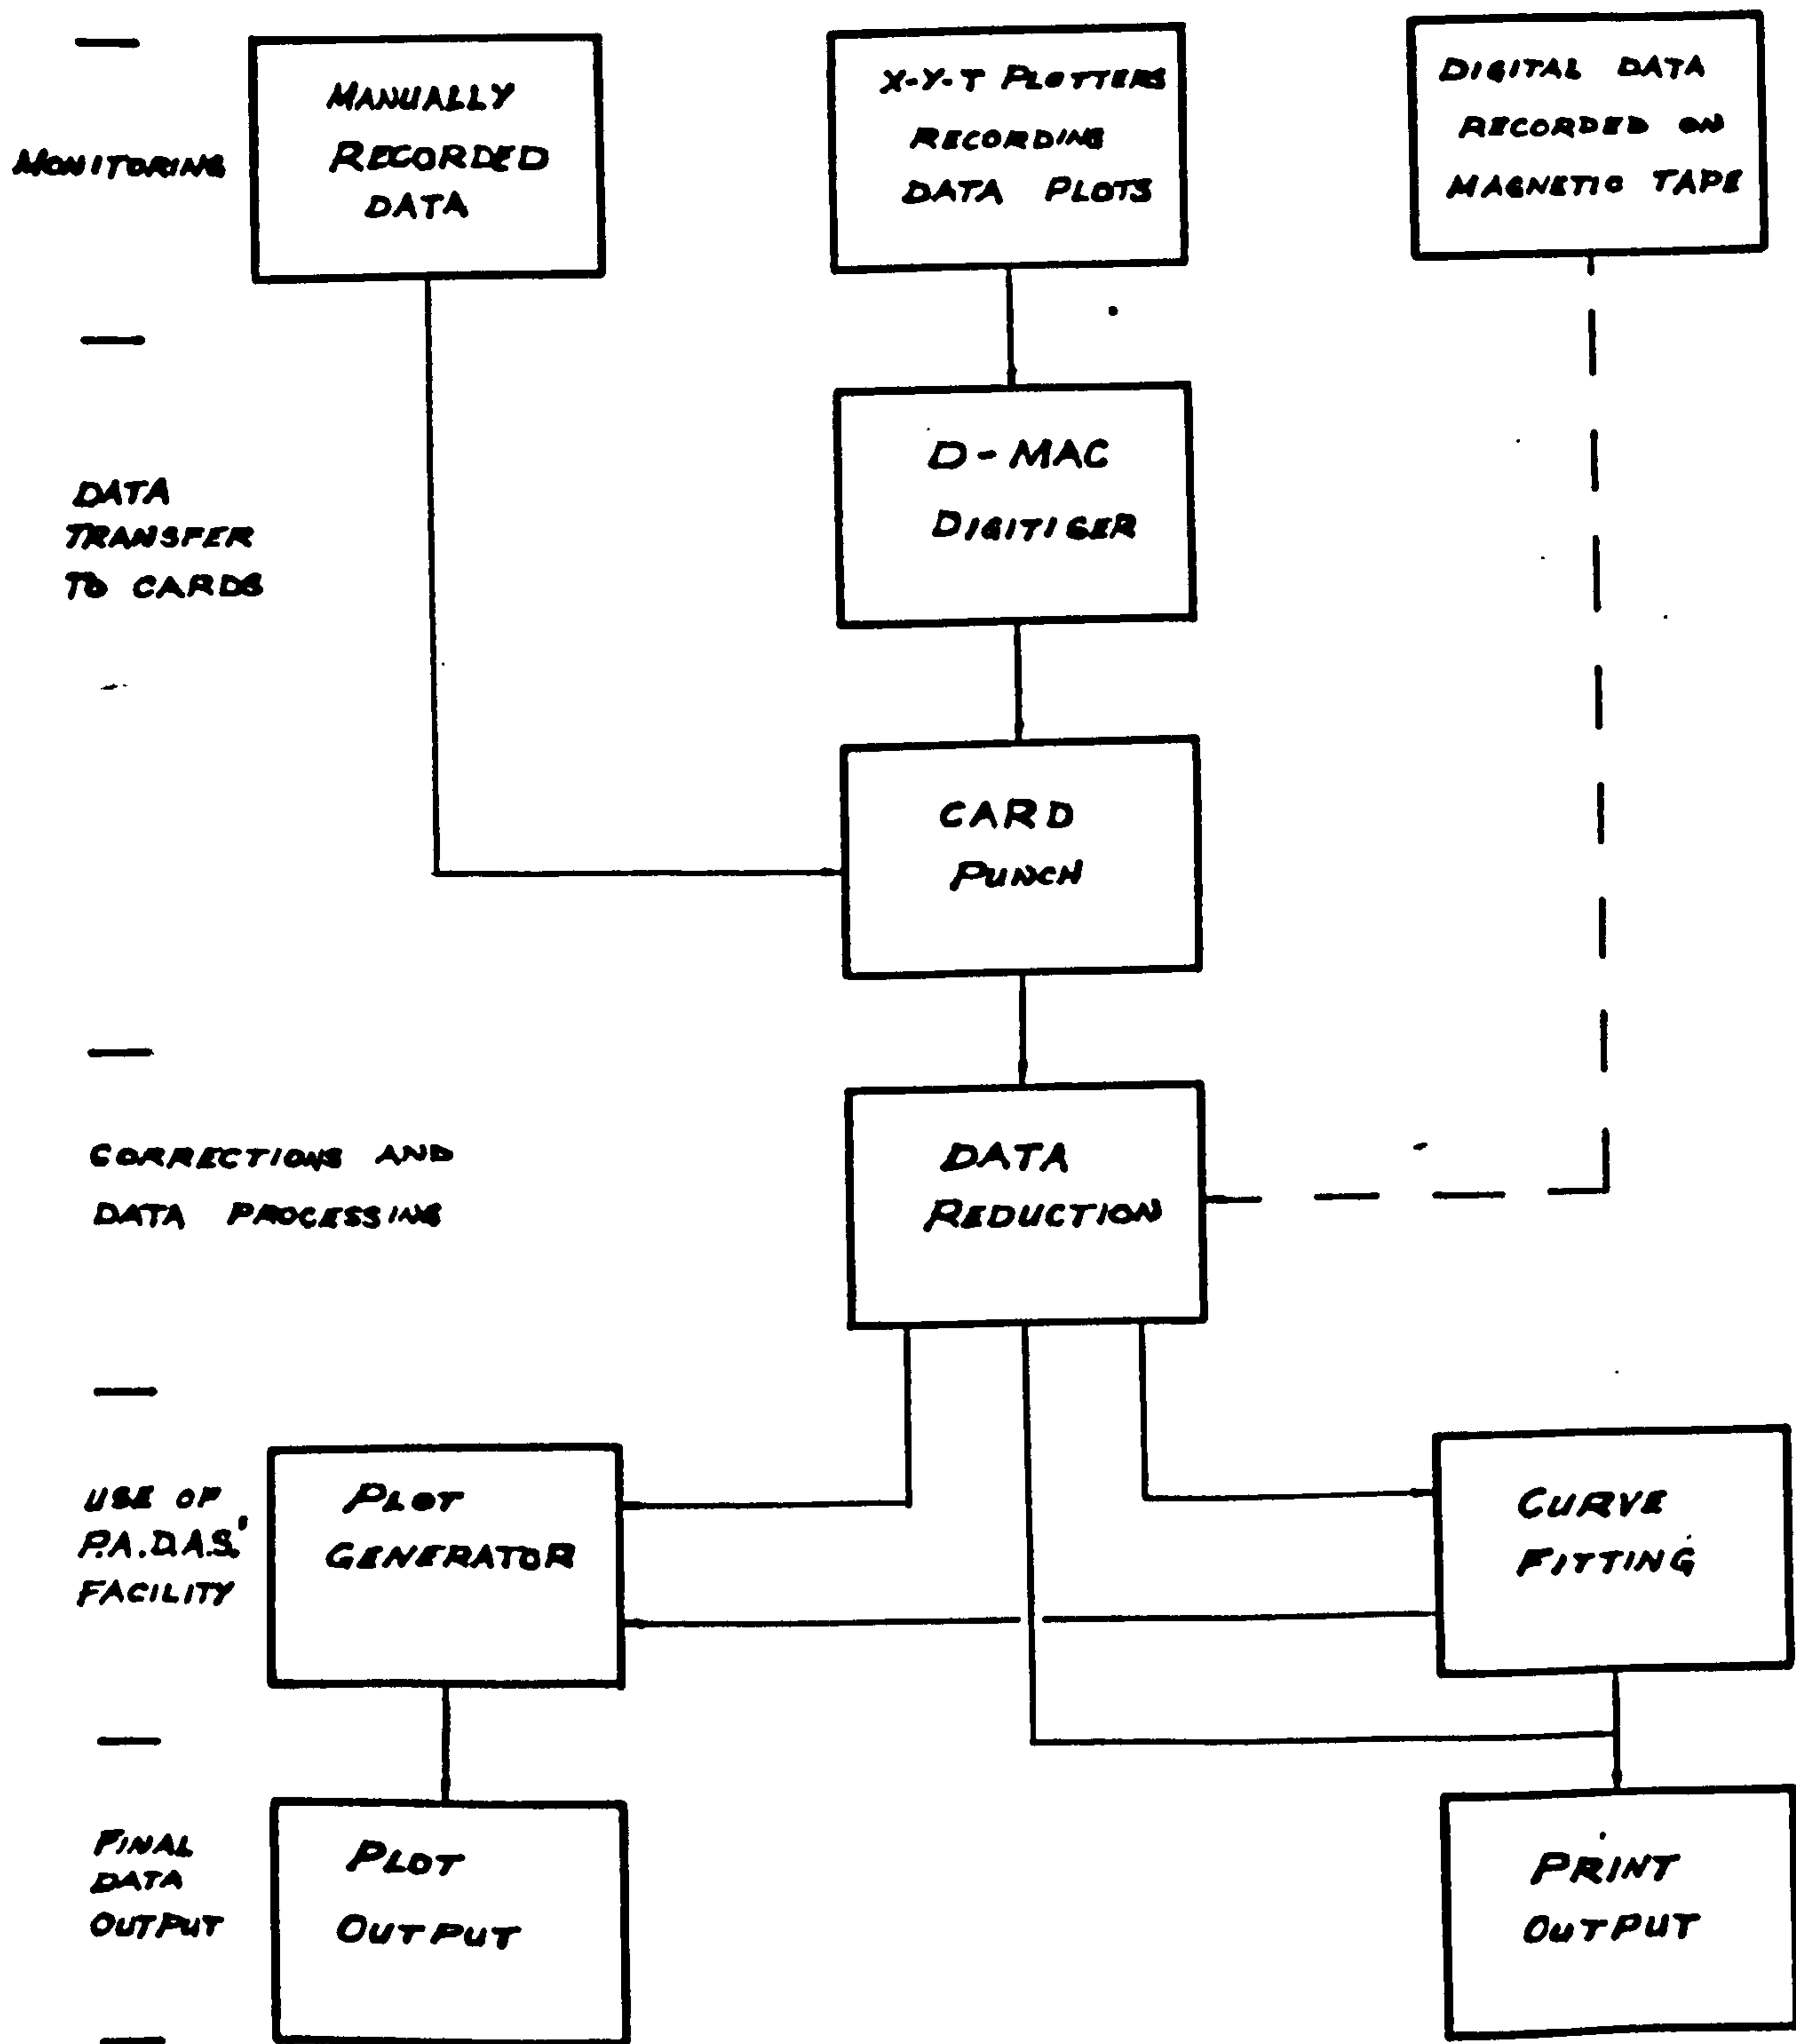 MONITORING
MANUALLY
RECORDED
DATA
X-Y-T PLOTTERS
RECORDING
DATA PLOTS
DIGITAL DATA
RECORDED ON
MAGNETIC TAPE
DATA
TRANSFER
TO CARDS
D-MAC
DIGITISER
CARD
PUNCH
CORRECTIONS AND
DATA PROCESSING
DATA
REDUCTION
USE OF
P.A.D.A.S.'
FACILITY
PLOT
GENERATOR
CURVE
FITTING
FINAL
DATA
OUTPUT
PLOT
OUTPUT
PRINT
OUTPUT